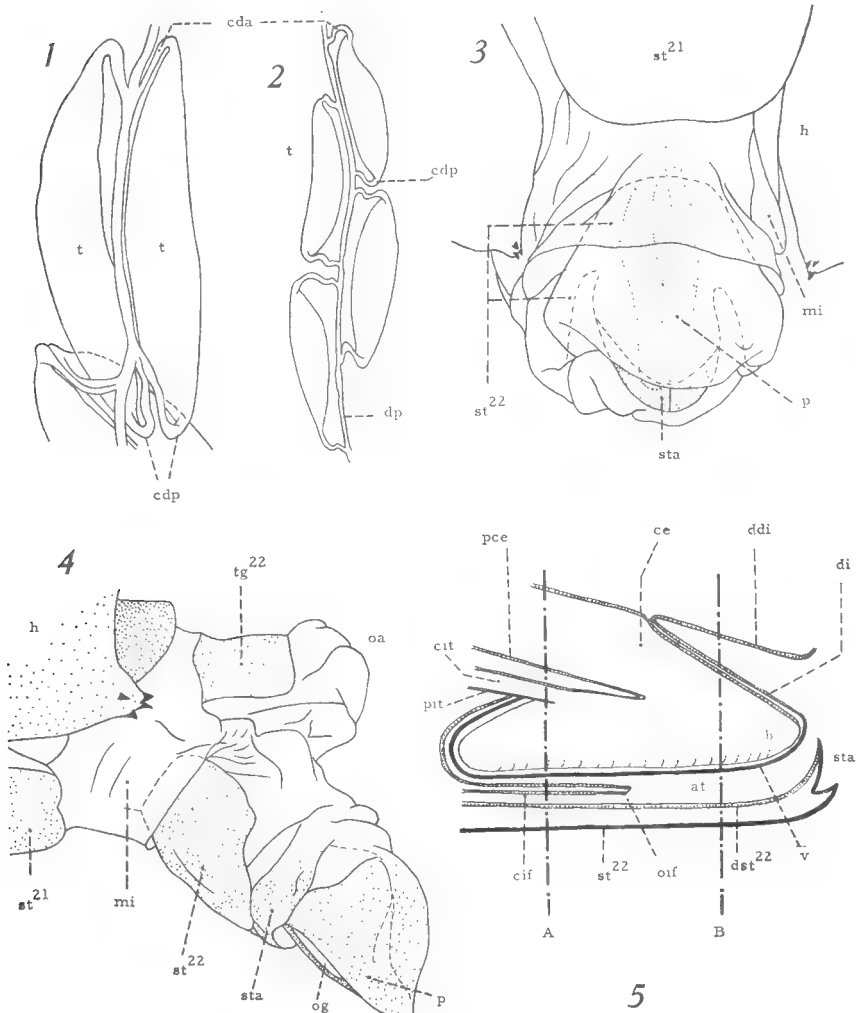 1
cda
2
t
t
t
cdp
dp
cdp
3
st21
h
mi
p
st22
sta
4
h
tg22
oa
st21
mi
st22
sta
og
p
pce
ce
ddi
di
cit
pit
b
sta
at
cif
st22
oif
dst22
v
A
B
5